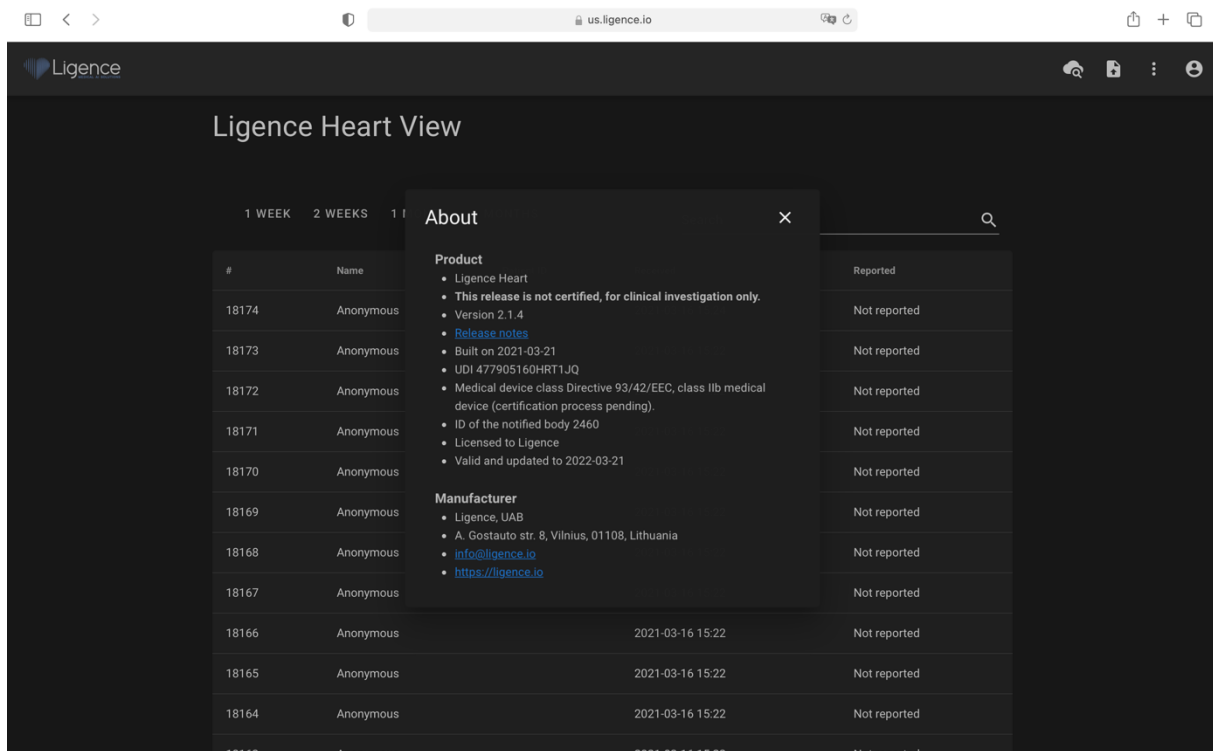 us.ligence.io
Ligence
Ligence Heart View
1 WEEK 2 WEEKS 1
About
# Name Reported
Product
Ligence Heart
This release is not certified, for clinical investigation only.
Version 2.1.4
Release notes
Built on 2021-03-21
UDI 477905160HRT1JQ
Medical device class Directive 93/42/EEC, class IIb medical
device (certification process pending).
ID of the notified body 2460
Licensed to Ligence
Valid and updated to 2022-03-21
Manufacturer
Ligence, UAB
A. Gostauto str. 8, Vilnius, 01108, Lithuania
info@ligence.io
https://ligence.io
18174 Anonymous Not reported
18173 Anonymous Not reported
18172 Anonymous Not reported
18171 Anonymous Not reported
18170 Anonymous Not reported
18169 Anonymous Not reported
18168 Anonymous Not reported
18167 Anonymous Not reported
18166 Anonymous 2021-03-16 15:22 Not reported
18165 Anonymous 2021-03-16 15:22 Not reported
18164 Anonymous 2021-03-16 15:22 Not reported